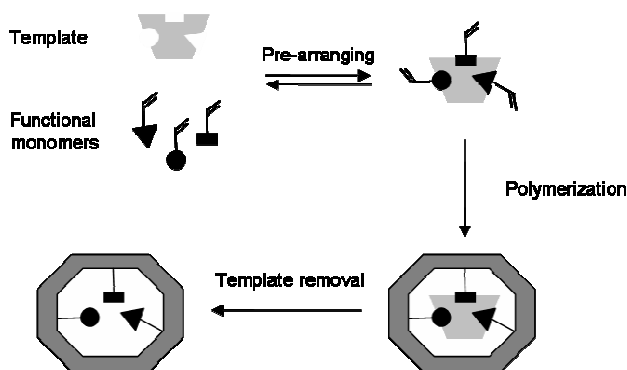 Template
Pre-arranging
Functional
monomers
Polymerization
Template removal